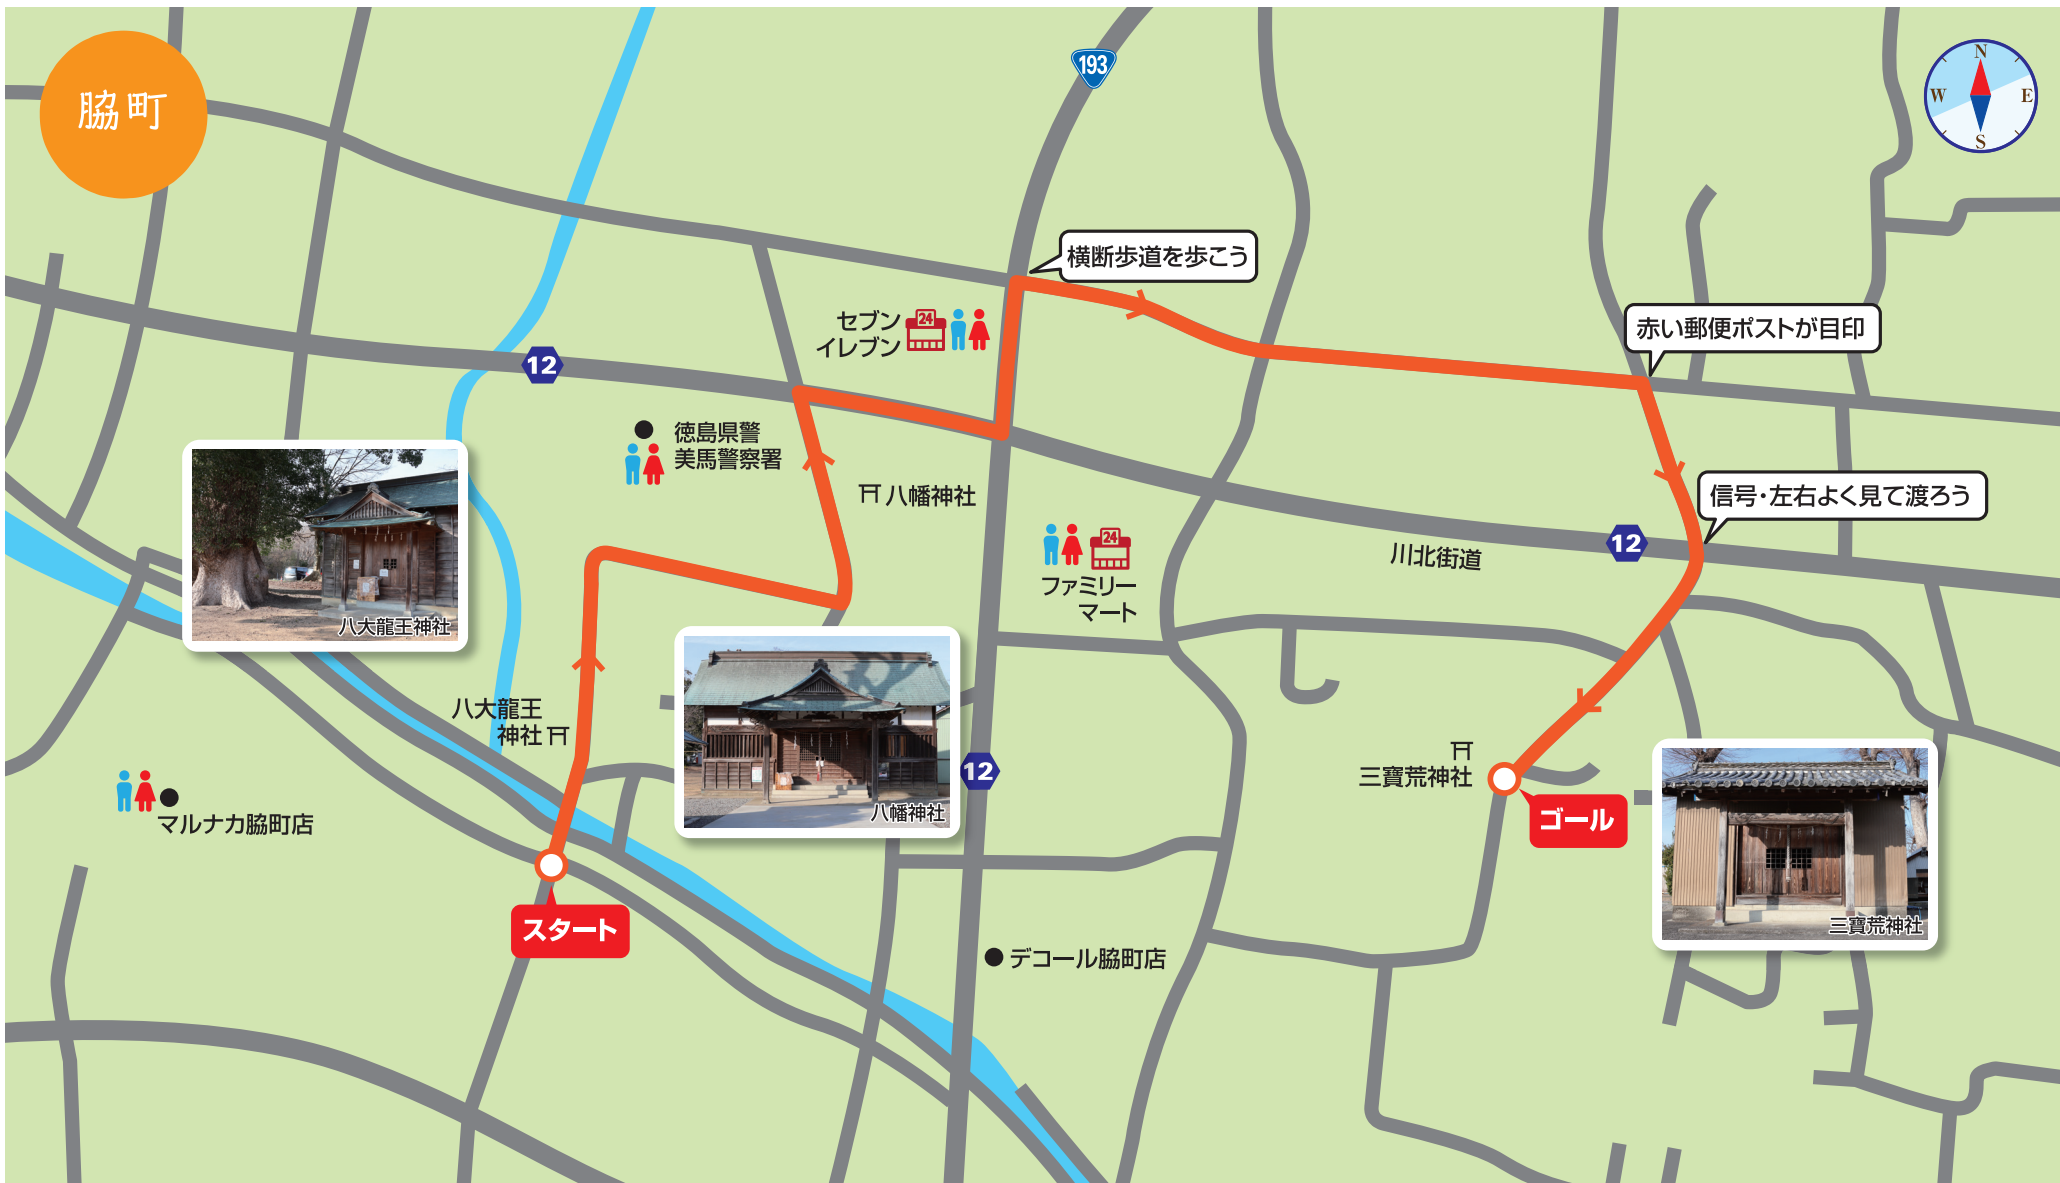 脇町
193
N
W
E
S
横断歩道を歩こう
セブン
イレブン
24
赤い郵便ポストが目印
12
徳島県警
美馬警察署
八幡神社
信号・左右よく見て渡ろう
12
川北街道
24
ファミリー
マート
八大龍王神社
八大龍王
神社
12
八幡神社
三寶荒神社
ゴール
マルナカ脇町店
三寶荒神社
スタート
デコール脇町店